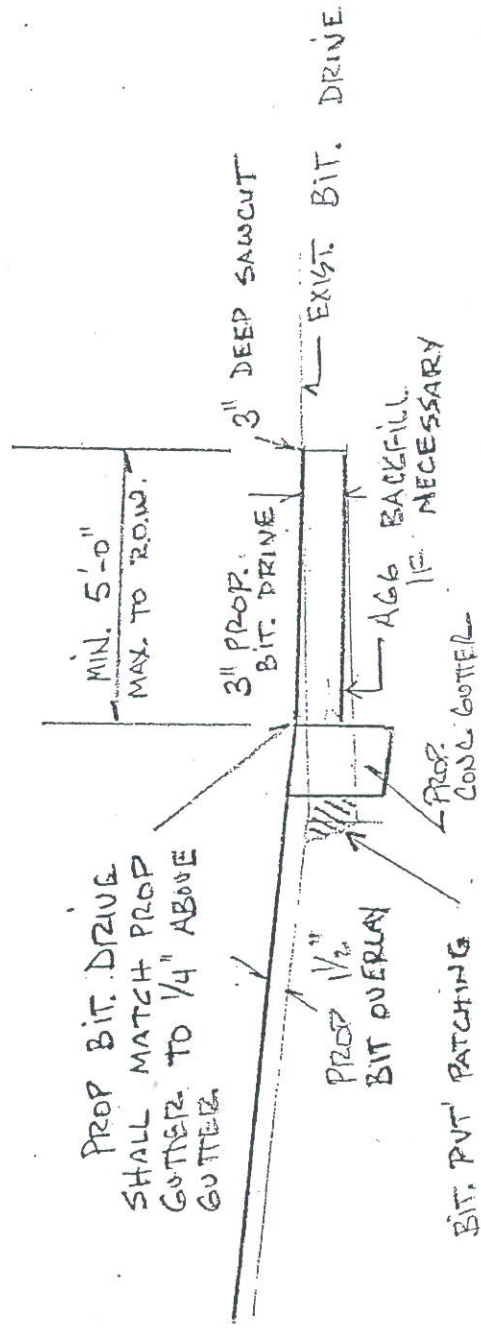 PROP BIT. DRIVE
SHALL MATCH PROP
GUTTER TO 1/4" ABOVE
GUTTER
MIN. 5'-0"
MAX. TO R.O.W.
3" PROP.
BIT. DRIVE
3" DEEP SAWCUT
EXIST. BIT. DRIVE
PROP 1 1/2"
BIT OVERLAY
BIT. PVT PATCHING
PROP.
CONC. GUTTER
AGG BACKFILL
IF NECESSARY